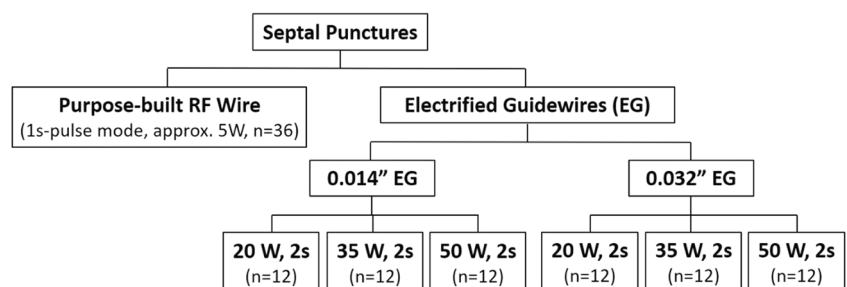 Septal Punctures
Purpose-built RF Wire
(1s-pulse mode, approx. 5W, n=36)
Electrified Guidewires (EG)
0.014” EG
0.032” EG
20 W, 2s
(n=12)
35 W, 2s
(n=12)
50 W, 2s
(n=12)
20 W, 2s
(n=12)
35 W, 2s
(n=12)
50 W, 2s
(n=12)